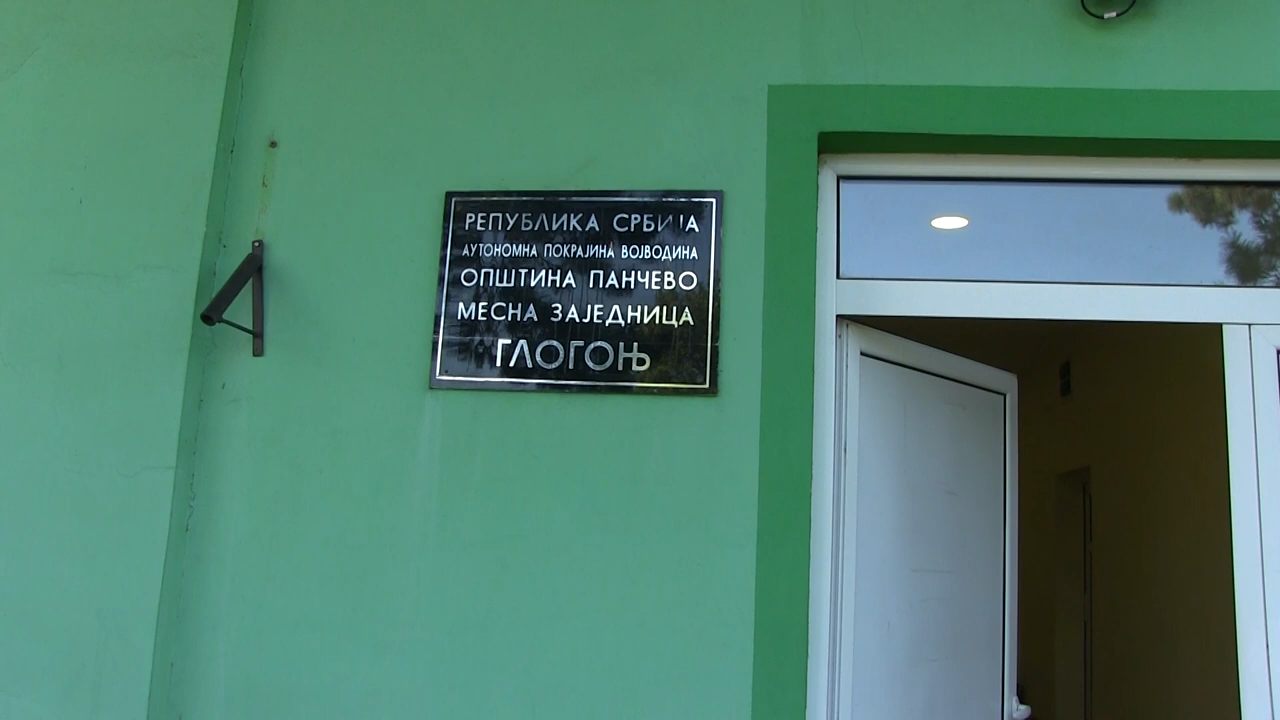 РЕПУБЛИКА СРБИЈА
АУТОНОМНА ПОКРАЈИНА ВОЈВОДИНА
ОПШТИНА ПАНЧЕВО
МЕСНА ЗАЈЕДНИЦА
ГЛОГОЊ